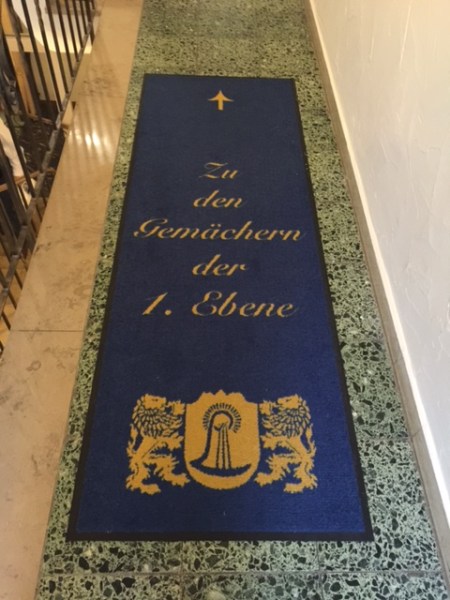 Zu
den
Gemächern
der
1. Ebene